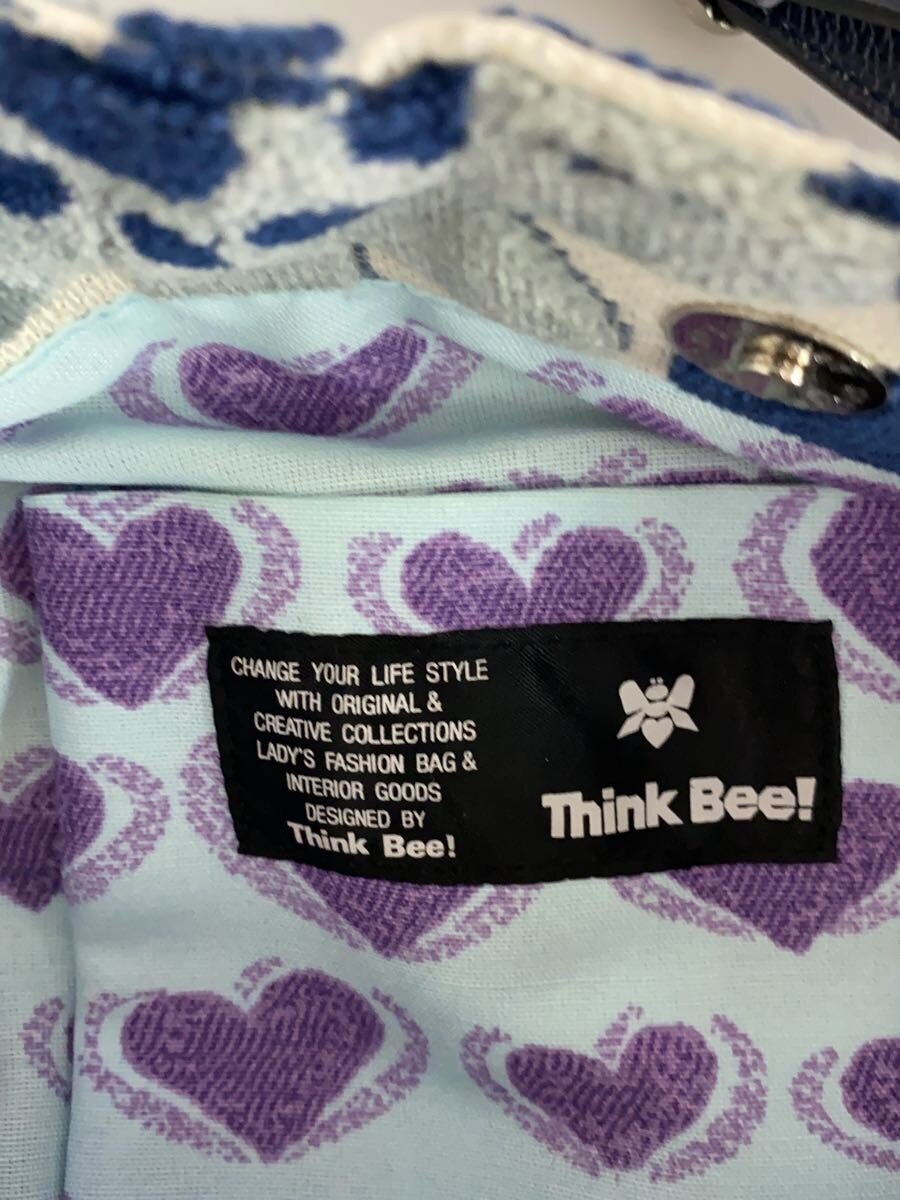 CHANGE YOUR LIFE STYLE
WITH ORIGINAL &
CREATIVE COLLECTIONS
LADY'S FASHION BAG &
INTERIOR GOODS
DESIGNED BY
Think Bee!
Think Bee!